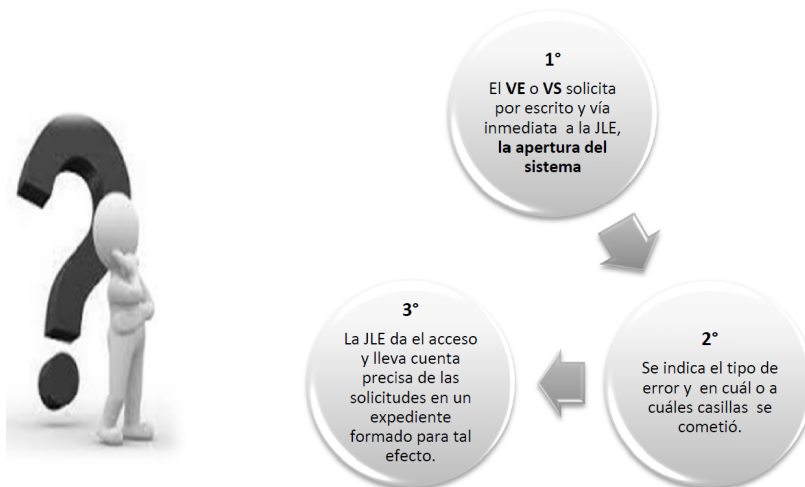 1°
El VE o VS solicita
por escrito y vía
inmediata a la JLE,
la apertura del
sistema
2°
Se indica el tipo de
error y en cuál o a
cuáles casillas se
cometió.
3°
La JLE da el acceso
y lleva cuenta
precisa de las
solicitudes en un
expediente
formado para tal
efecto.